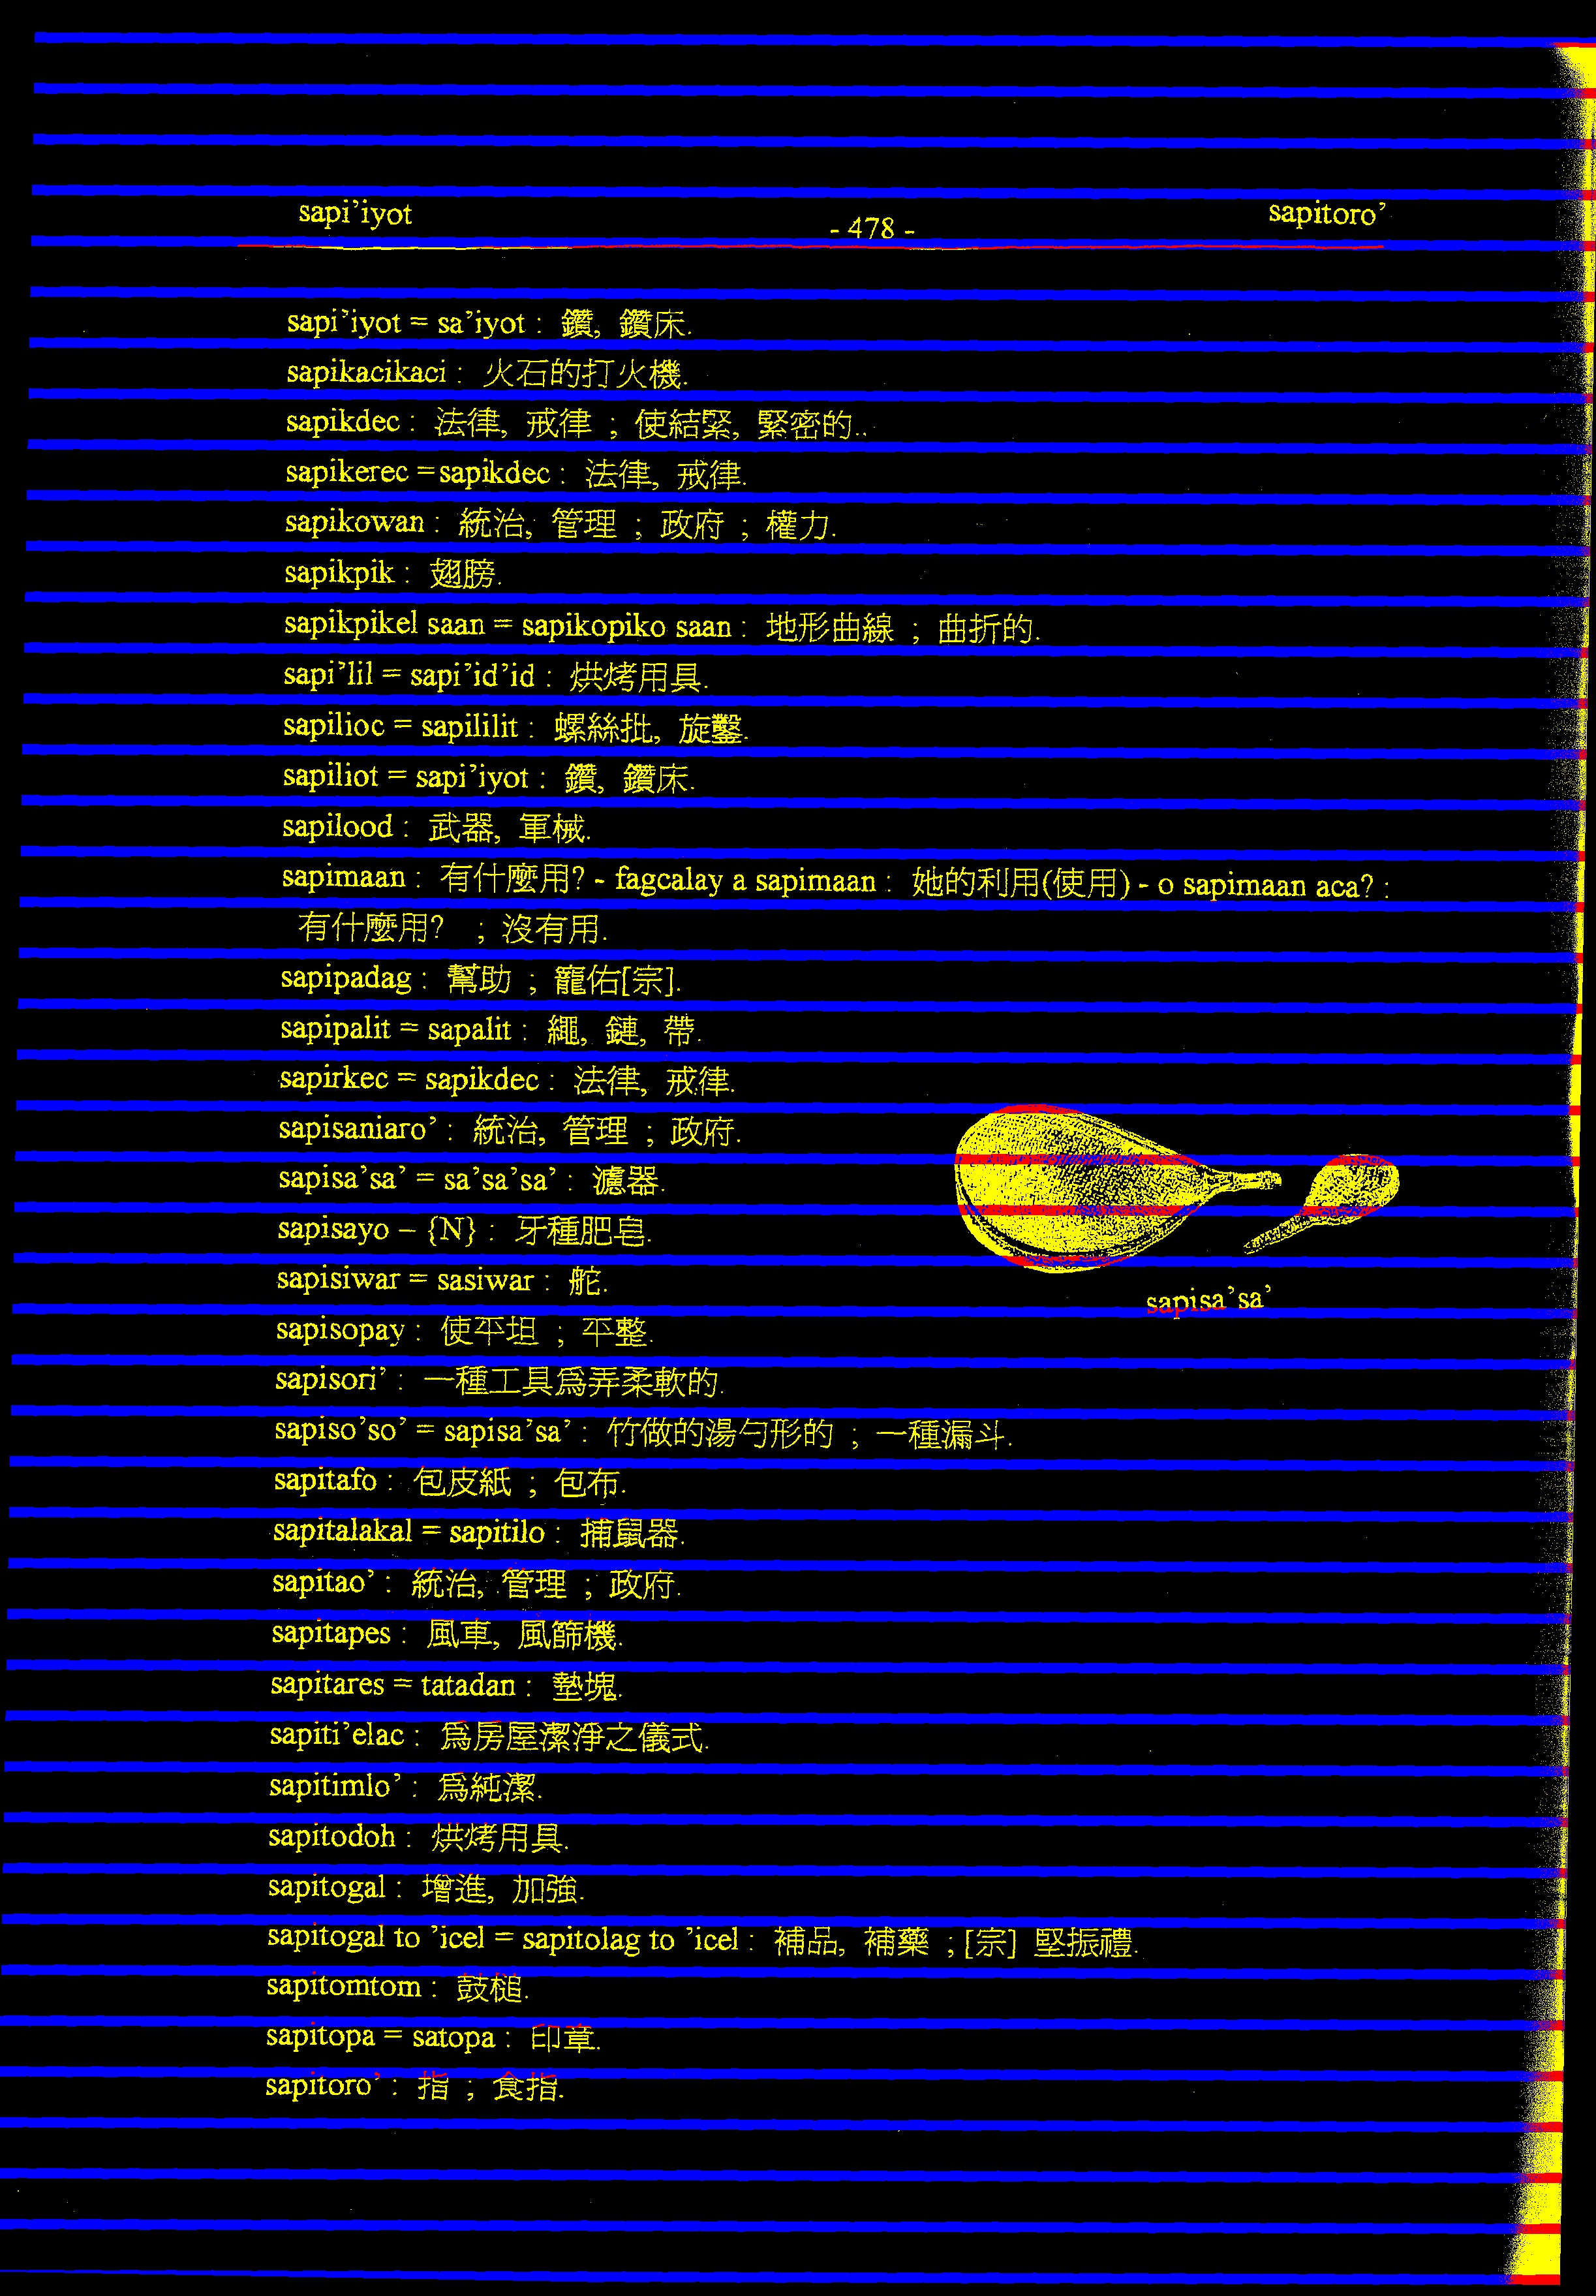 sapi’iyot - 478 - sapitoro’
sapi’iyot = sa’iyot : 鑽, 鑽床.
sapikacikaci : 火石的打火機.
sapikdec : 法律, 戒律 ; 使結緊, 緊密的..
sapikerec =sapikdec : 法律, 戒律.
sapikowan : 統治, 管理 ; 政府 ; 權力.
sapikpik : 翅膀.
sapikpikel saan = sapikopiko saan : 地形曲線 ; 曲折的.
sapi’lil = sapi’id’id : 烘烤用具.
sapilioc = sapililit : 螺絲批, 旋鑿.
sapiliot = sapi’iyot : 鑽, 鑽床.
sapilood : 武器, 軍械.
sapimaan : 有什麼用? - fagcalay a sapimaan : 她的利用(使用) - o sapimaan aca? :
有什麼用? ; 沒有用.
sapipadag : 幫助 ; 寵佑[宗].
sapipalit = sapalit : 繩, 鏈, 帶.
sapirkec = sapikdec : 法律, 戒律.
sapisaniaro’ : 統治, 管理 ; 政府.
sapisa’sa’ = sa’sa’sa’ : 濾器.
sapisayo – {N} : 牙種肥皂.
sapisiwar = sasiwar : 舵.
sapisa’sa’
sapisopay : 使平坦 ; 平整.
sapisori’ : 一種工具爲弄柔軟的.
sapiso’so’ = sapisa’sa’ : 竹做的湯勺形的 ; 一種漏斗.
sapitafo : 包皮紙 ; 包布.
sapitalakal = sapitilo : 捕鼠器.
sapitao’ : 統治, 管理 ; 政府.
sapitapes : 風車, 風篩機.
sapitares = tatadan : 墊塊.
sapiti’elac : 爲房屋潔淨之儀式.
sapitimlo’ : 爲純潔.
sapitodoh : 烘烤用具.
sapitogal : 增進, 加強.
sapitogal to ’icel = sapitolag to ’icel : 補品, 補藥 ; [宗] 堅振禮.
sapitomtom : 鼓槌.
sapitopa = satopa : 印章.
sapitoro’ : 指 ; 食指.